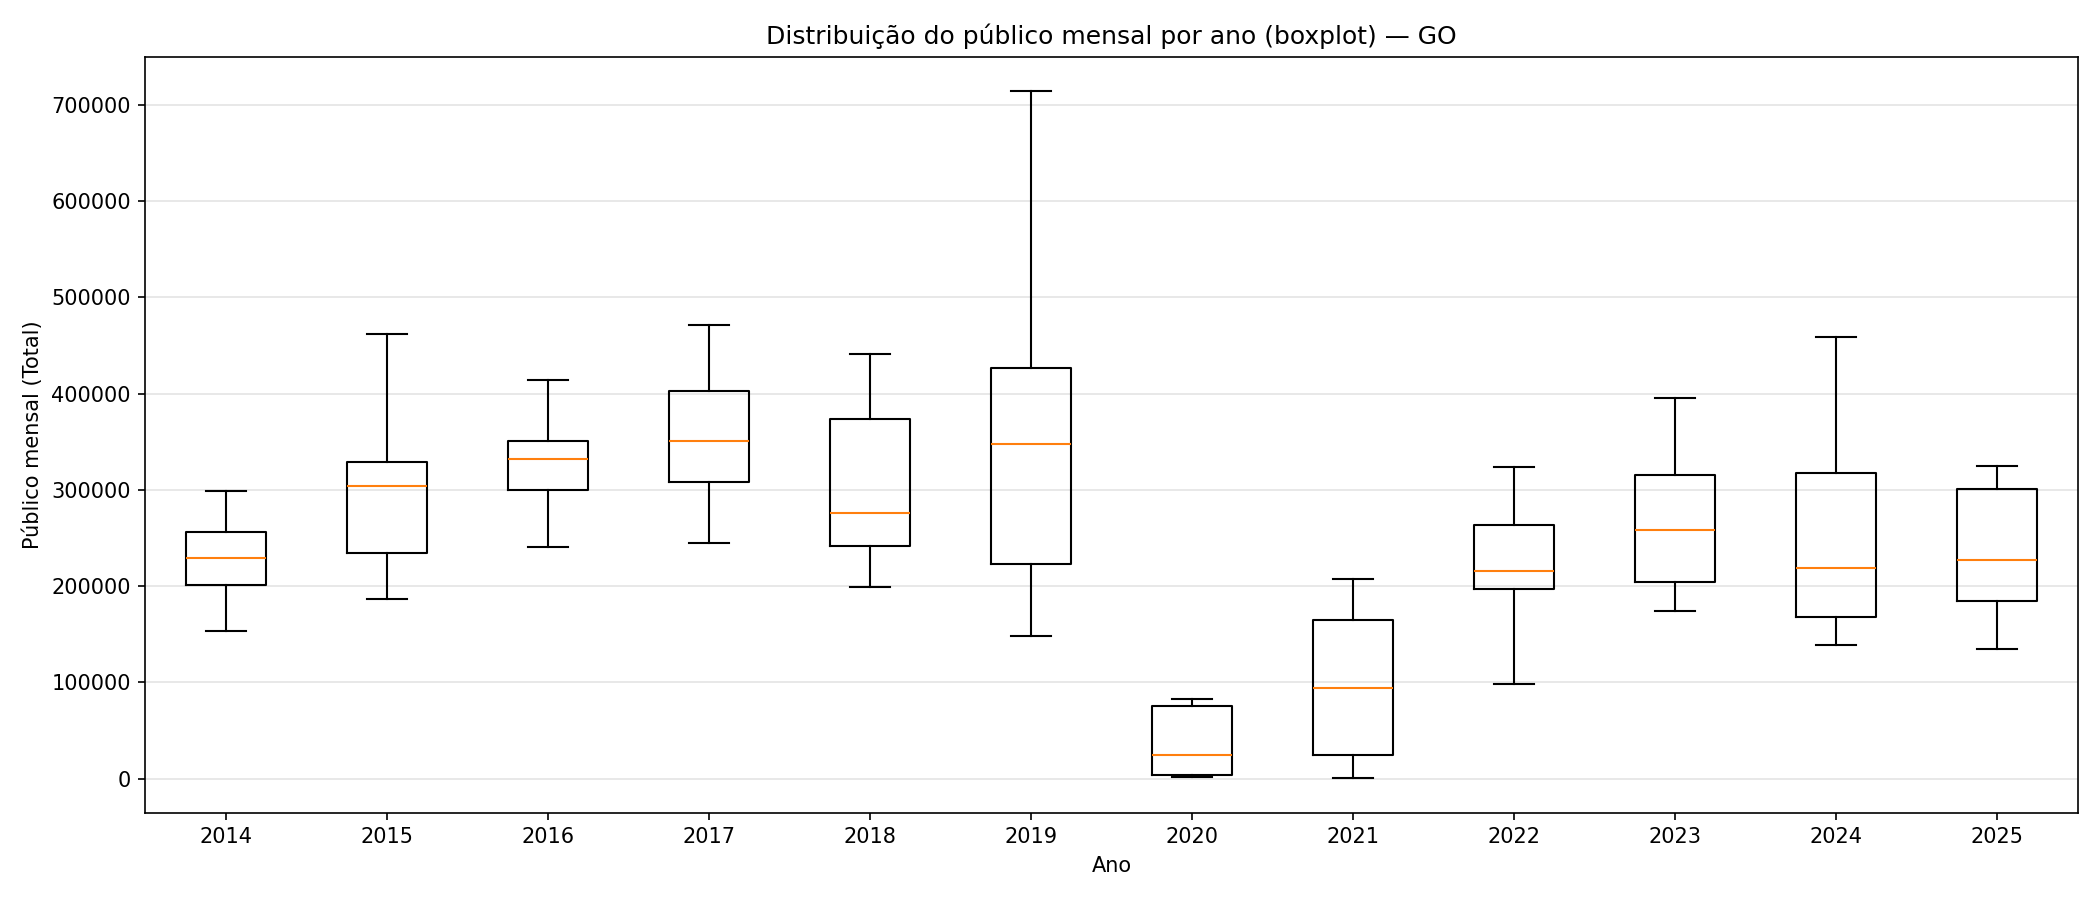 Distribuição do público mensal por ano (boxplot) — GO
Público mensal (Total)
700000
600000
500000
400000
300000
200000
100000
0
2014 2015 2016 2017 2018 2019 2020 2021 2022 2023 2024 2025
Ano